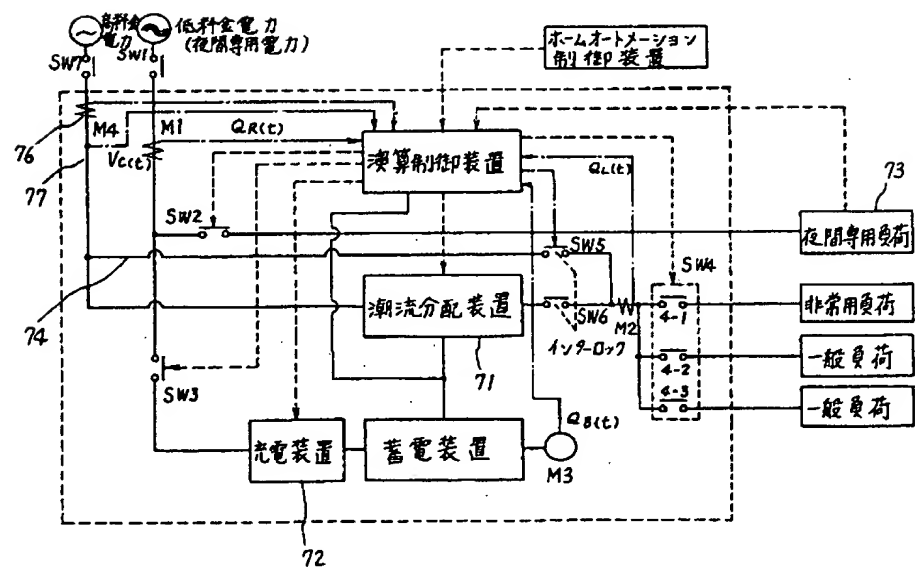 高料金
電力
低料金電力
(夜間専用電力)
SW7
SW1
ホームオートメーション
制御装置
76
M4
M1
QR(t)
77
VC(t)
演算制御装置
QL(t)
73
SW2
夜間専用負荷
SW5
SW4
74
潮流分配装置
SW6
M2
4-1
非常用負荷
インターロック
71
SW3
4-2
一般負荷
4-3
一般負荷
QB(t)
充電装置
蓄電装置
M3
72